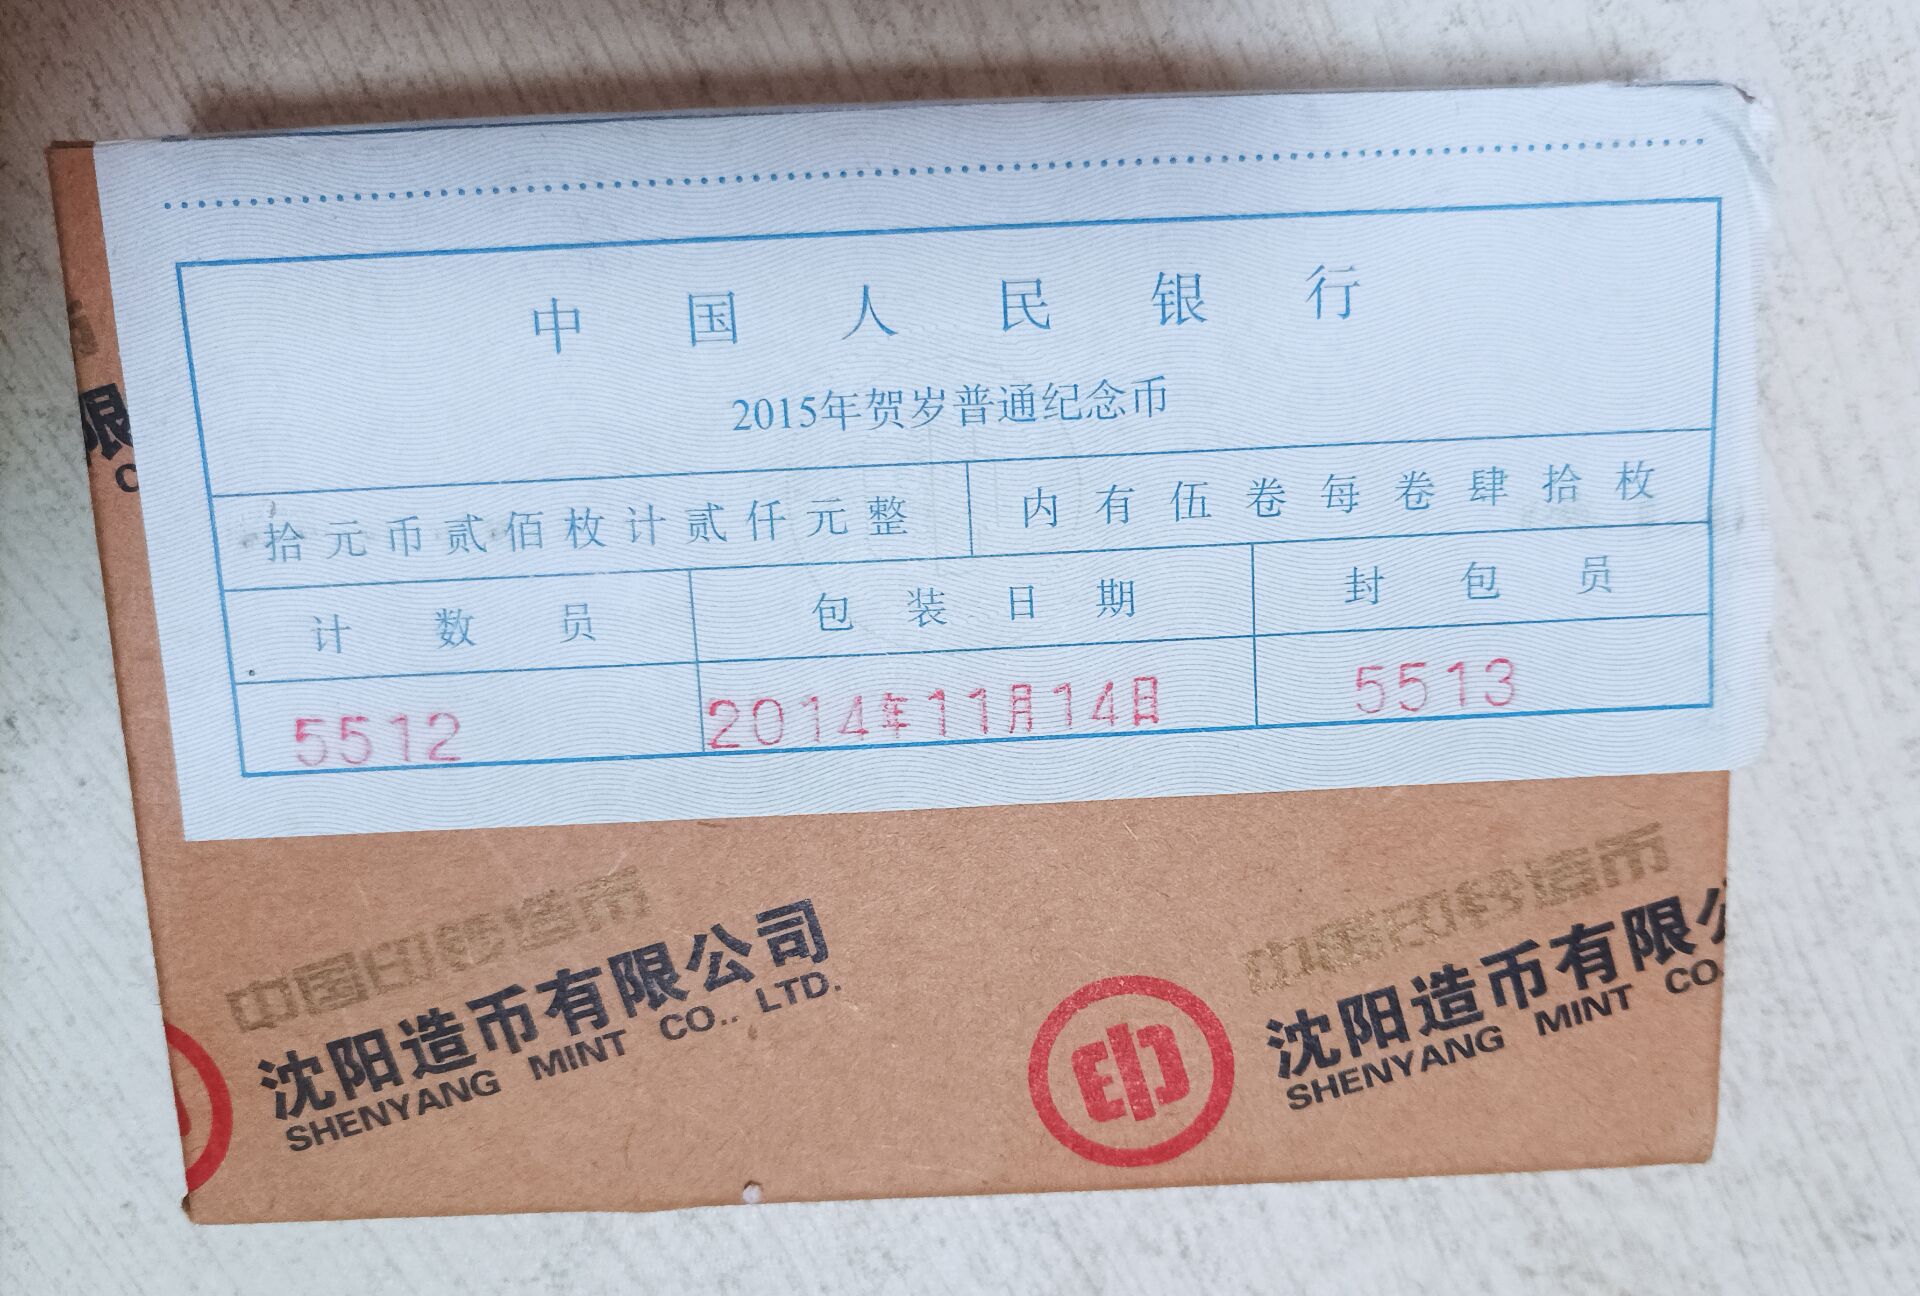 中国人民银行
2015年贺岁普通纪念币
拾元币贰佰枚计贰仟元整
内有伍卷每卷肆拾枚
计数员
包装日期
封包员
5512
2014年11月14日
5513
限
C
中国印钞造币
沈阳造币有限公司
SHENYANG MINT CO., LTD.
中国印钞造币
沈阳造币有限公
SHENYANG MINT CO